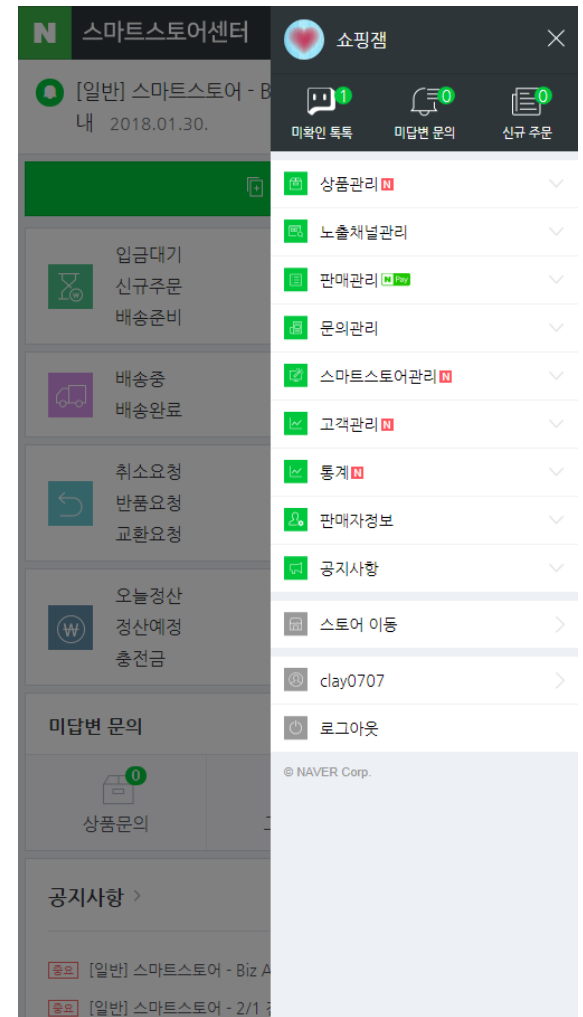 N 스마트스토어센터
[일반] 스마트스토어 - B
내 2018.01.30.
입금대기
신규주문
배송준비
배송중
배송완료
취소요청
반품요청
교환요청
오늘정산
정산예정
충전금
미답변 문의
0
상품문의
공지사항
중요 [일반] 스마트스토어 - Biz A
중요 [일반] 스마트스토어 - 2/1
쇼핑잼
1 0 0
미확인 톡톡 미답변 문의 신규 주문
상품관리 N
노출채널관리
판매관리 N Pay
문의관리
스마트스토어관리 N
고객관리 N
통계 N
판매자정보
공지사항
스토어 이동
clay0707
로그아웃
© NAVER Corp.